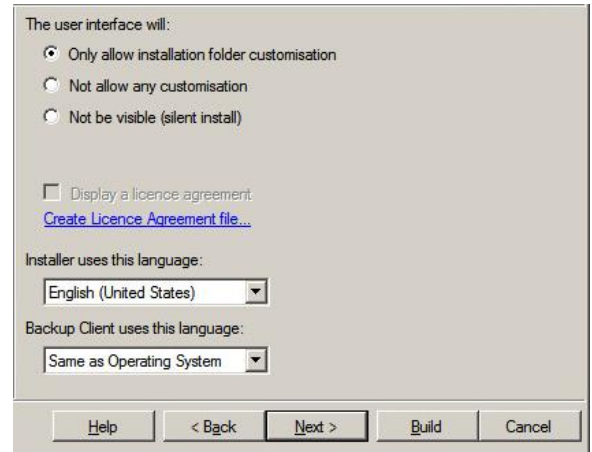 The user interface will:
Only allow installation folder customisation
Not allow any customisation
Not be visible (silent install)
Display a licence agreement
Create Licence Agreement file...
Installer uses this language:
English (United States)
Backup Client uses this language:
Same as Operating System
Help < Back Next > Build Cancel